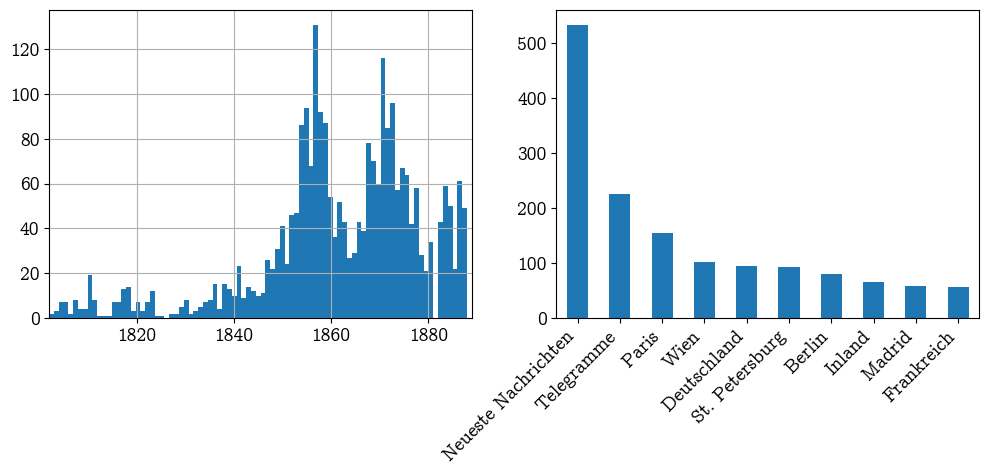 120
100
80
60
40
20
0
1820
1840
1860
1880
500
400
300
200
100
0
Neueste Nachrichten
Telegramme
Paris
Wien
Deutschland
St. Petersburg
Berlin
Inland
Madrid
Frankreich